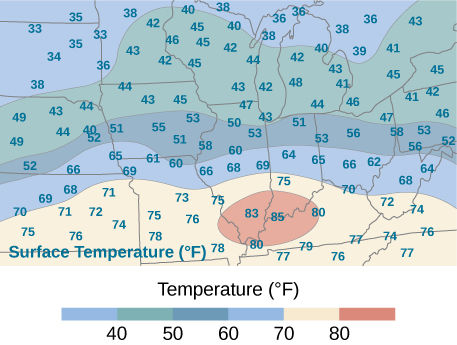 35 38 40 38 36 36 38 36 43
33 33 42 45 40 38
35 46 45 42 40 39 41
34 36 43 42 45 44 42 43 45 45
38 44 43 45 43 42 48 41 41 42
49 43 44 47 44 46 47 46
49 44 40 52 51 55 53 50 43 51 58 53
51 58 53 53 56 56 52
52 66 65 61 60 60 64 65 66 62 64
69 66 68 69 68
69 68 71 73 75 75 70 72
70 71 72 74 75 76 83 85 80 74
75 76 78 78 80 79 77 74 76
Surface Temperature (°F)
77 76 77
Temperature (°F)
40 50 60 70 80